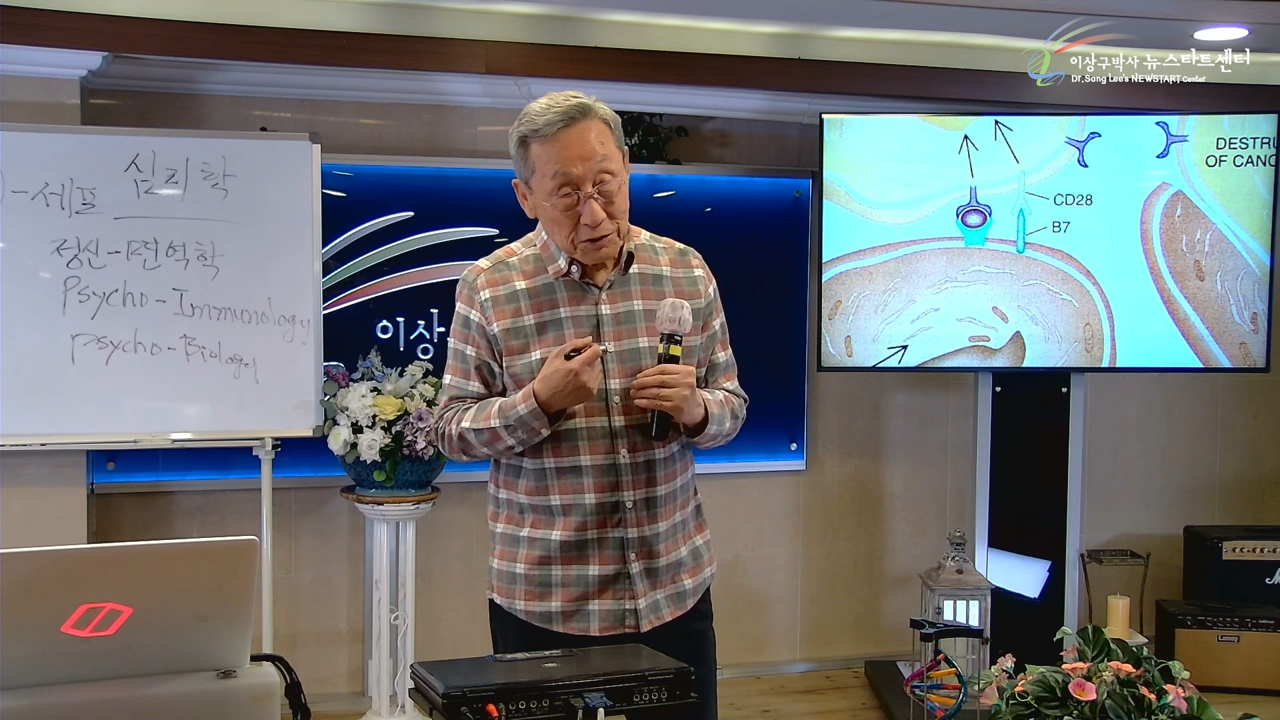 이상구박사 뉴스타트센터
Dr. Sang Lee's NEWSTART Center
심리학
-세포
정신-면역학
Psycho-Immunology
Psycho-Biology
이상
DESTRU
OF CANC
CD28
B7
Laney